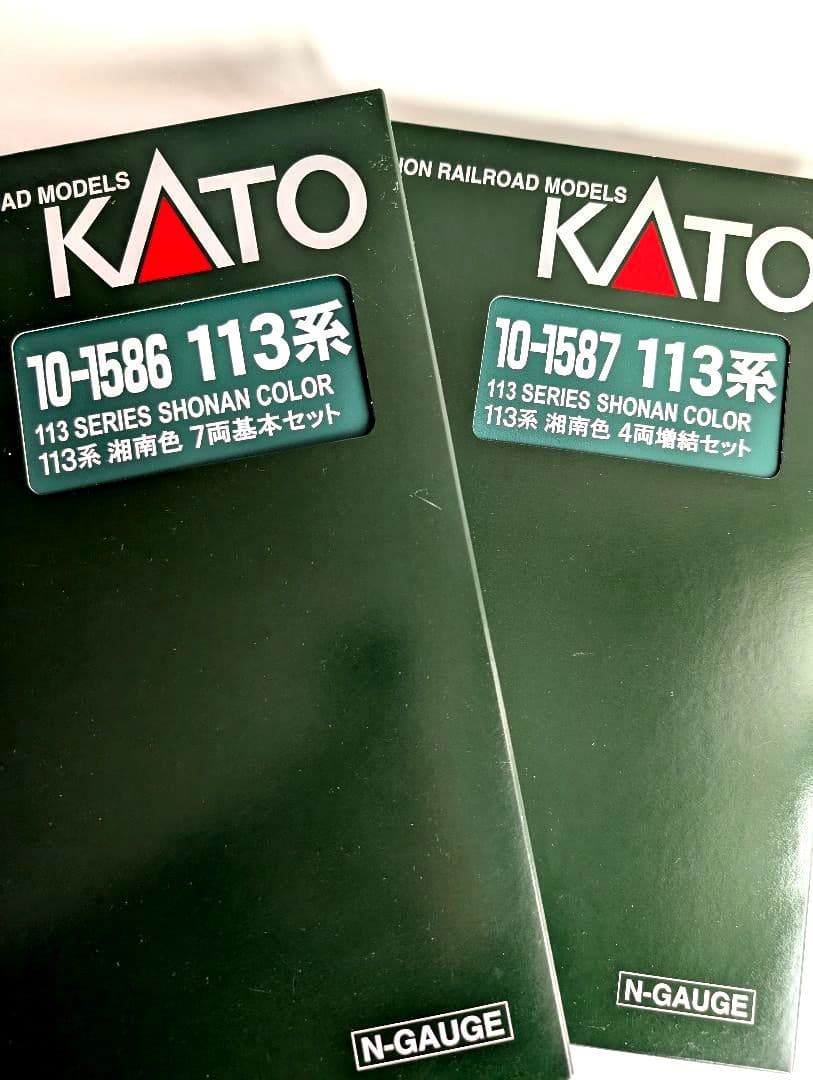 AD MODELS
KATO
10-1586 113系
113 SERIES SHONAN COLOR
113系 湘南色 7両基本セット
N-GAUGE
ION RAILROAD MODELS
KATO
10-1587 113系
113 SERIES SHONAN COLOR
113系 湘南色 4両増結セット
N-GAUGE